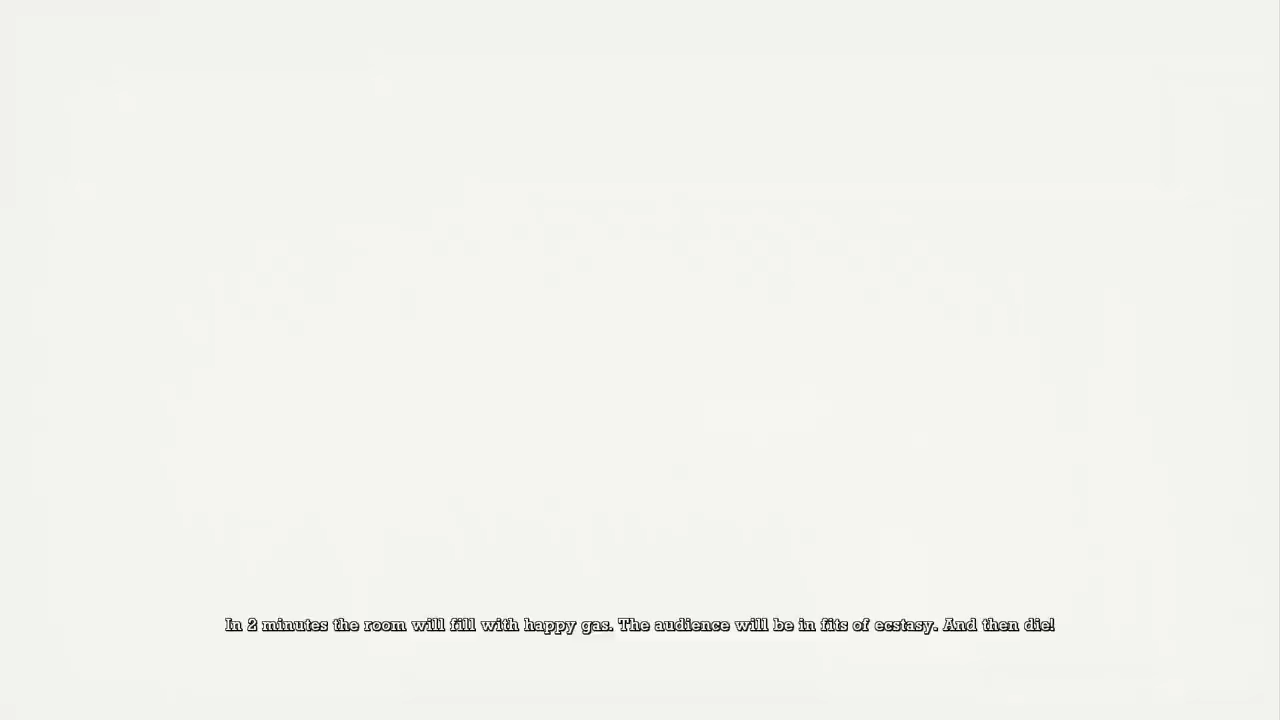 In 2 minutes the room will fill with happy gas. The audience will be in fits of ecstasy. And then die!